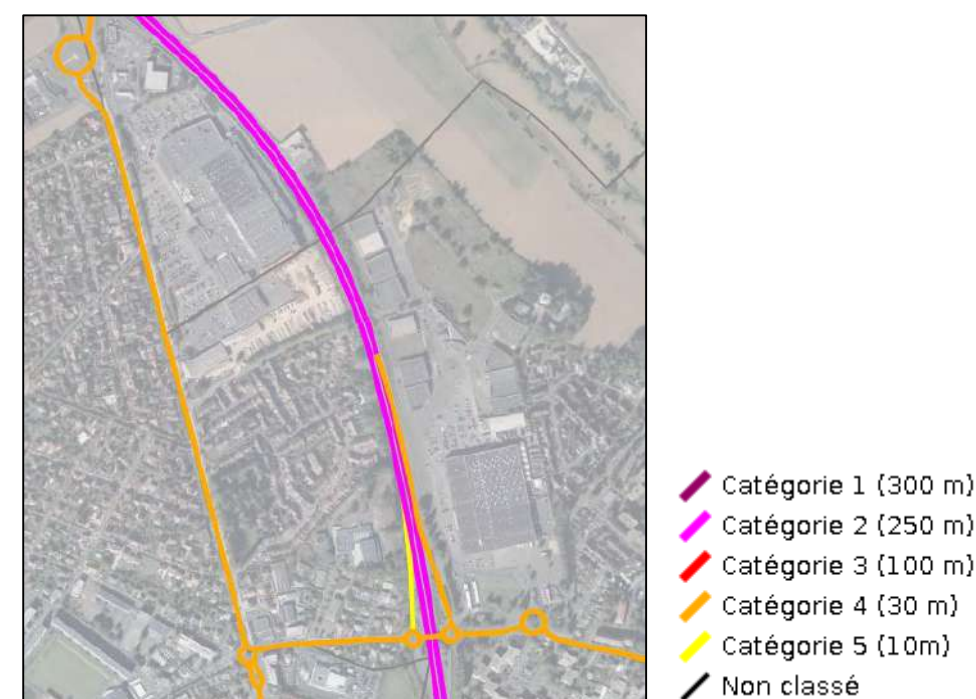 Catégorie 1 (300 m)
Catégorie 2 (250 m)
Catégorie 3 (100 m)
Catégorie 4 (30 m)
Catégorie 5 (10m)
Non classé